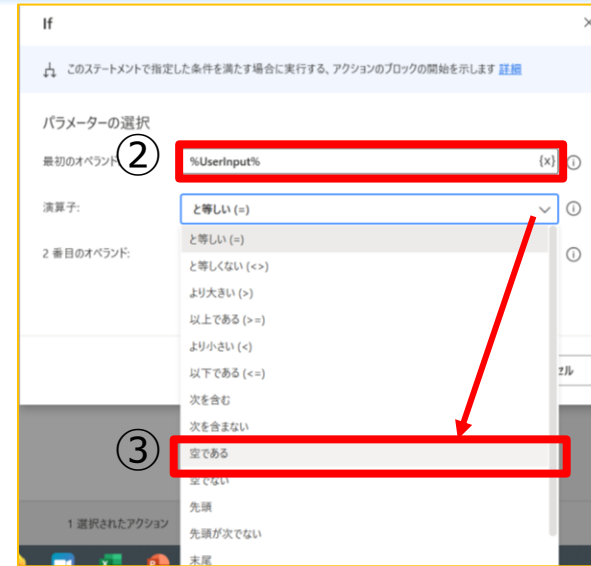 If
このステートメントで指定した条件を満たす場合に実行する、アクションのブロックの開始を示します 詳細
パラメーターの選択
②
最初のオペランド
%UserInput%
{x}
演算子:
と等しい (=)
2 番目のオペランド:
と等しい (=)
と等しくない (<>)
より大きい (>)
以上である (>=)
より小さい (<)
以下である (<=)
次を含む
次を含まない
③
空である
空でない
先頭
先頭が次でない
末尾
セル
1 選択されたアクション